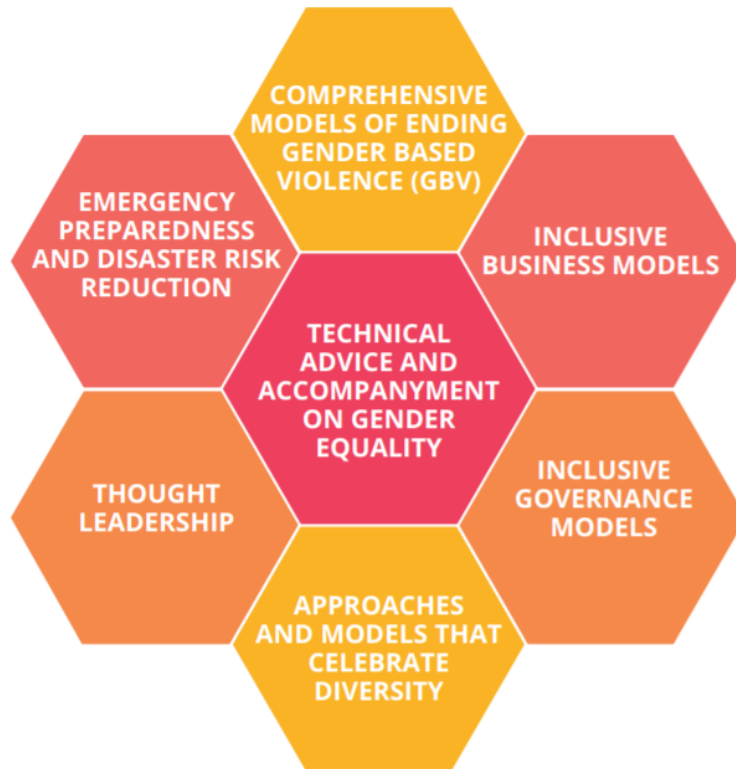 COMPREHENSIVE
MODELS OF ENDING
GENDER BASED
VIOLENCE (GBV)
EMERGENCY
PREPAREDNESS
AND DISASTER RISK
REDUCTION
INCLUSIVE
BUSINESS MODELS
TECHNICAL
ADVICE AND
ACCOMPANYMENT
ON GENDER
EQUALITY
THOUGHT
LEADERSHIP
INCLUSIVE
GOVERNANCE
MODELS
APPROACHES
AND MODELS THAT
CELEBRATE
DIVERSITY